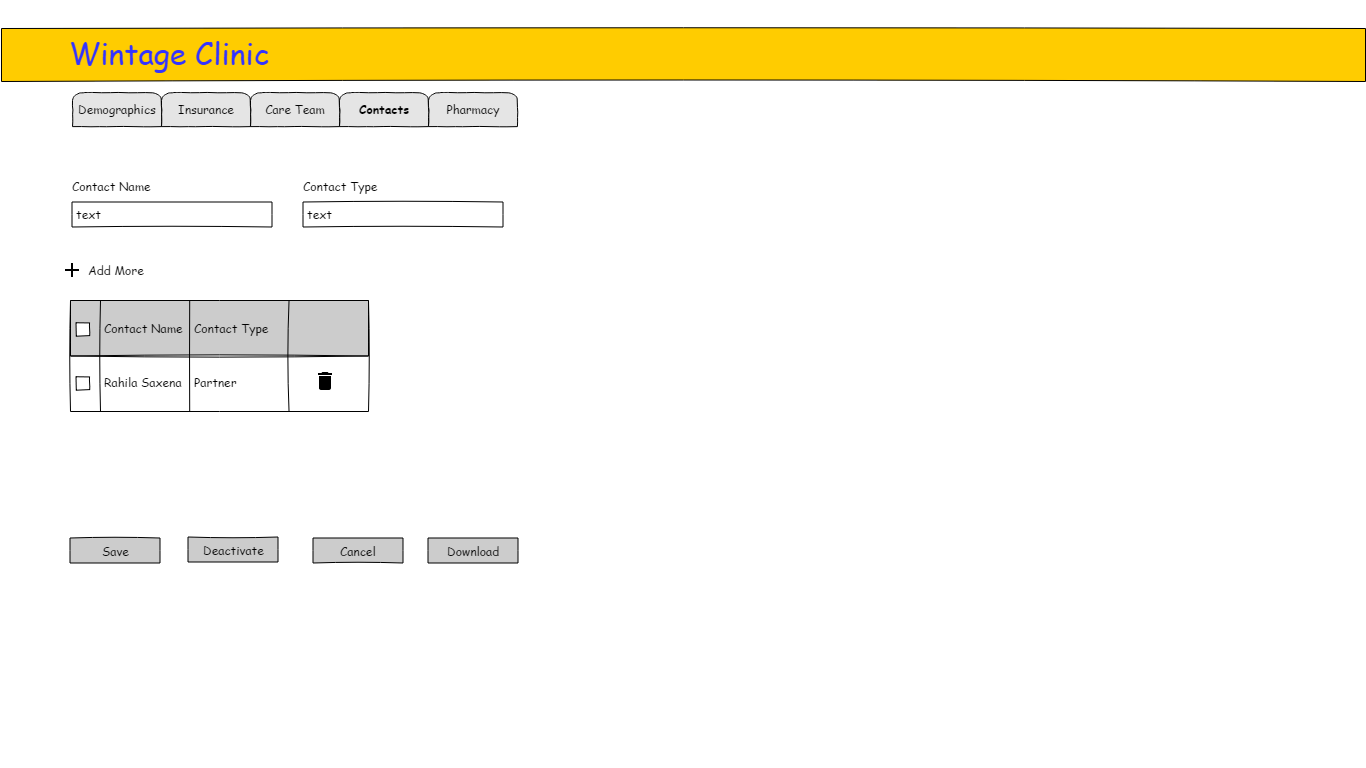 Wintage Clinic
Demographics Insurance Care Team Contacts Pharmacy
Contact Name Contact Type
text text
Add More
Contact Name Contact Type
Rahila Saxena Partner
Save Deactivate Cancel Download